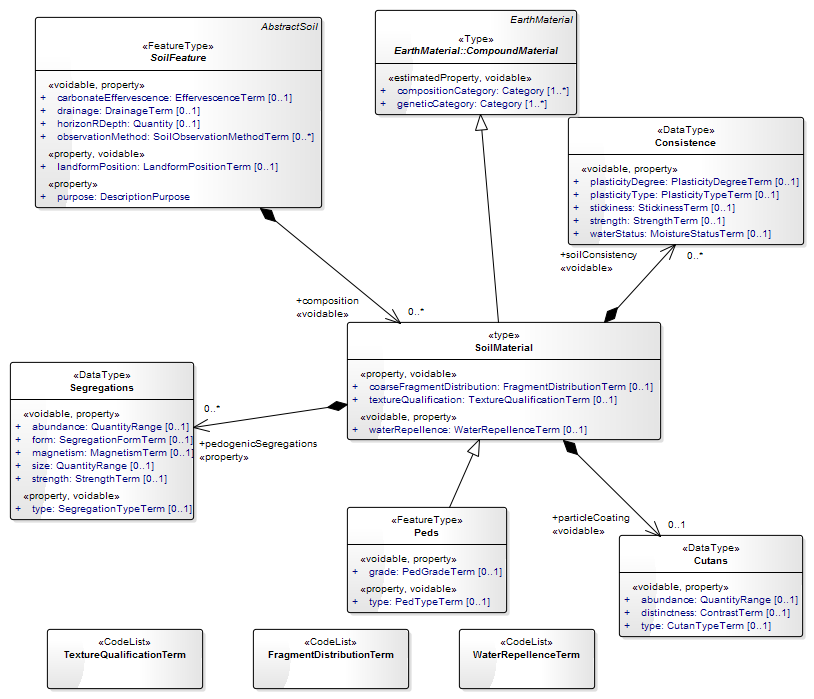 AbstractSoil
«FeatureType»
SoilFeature
«voidable, property»
+ carbonateEffervescence: EffervescenceTerm [0..1]
+ drainage: DrainageTerm [0..1]
+ horizonRDepth: Quantity [0..1]
+ observationMethod: SoilObservationMethodTerm [0..*]
«property, voidable»
+ landformPosition: LandformPositionTerm [0..1]
«property»
+ purpose: DescriptionPurpose
EarthMaterial
«Type»
EarthMaterial::CompoundMaterial
«estimatedProperty, voidable»
+ compositionCategory: Category [1..*]
+ geneticCategory: Category [1..*]
«DataType»
Consistence
«voidable, property»
+ plasticityDegree: PlasticityDegreeTerm [0..1]
+ plasticityType: PlasticityTypeTerm [0..1]
+ stickiness: StickinessTerm [0..1]
+ strength: StrengthTerm [0..1]
+ waterStatus: MoistureStatusTerm [0..1]
+soilConsistency
0..*
«voidable»
+composition
0..*
«voidable»
«type»
SoilMaterial
«property, voidable»
+ coarseFragmentDistribution: FragmentDistributionTerm [0..1]
+ textureQualification: TextureQualificationTerm [0..1]
«voidable, property»
+ waterRepellence: WaterRepellenceTerm [0..1]
«DataType»
Segregations
«voidable, property»
+ abundance: QuantityRange [0..1]
+ form: SegregationFormTerm [0..1]
+ magnetism: MagnetismTerm [0..1]
+ size: QuantityRange [0..1]
+ strength: StrengthTerm [0..1]
«property, voidable»
+ type: SegregationTypeTerm [0..1]
0..*
+pedogenicSegregations
«property»
«FeatureType»
Peds
«voidable, property»
+ grade: PedGradeTerm [0..1]
«property, voidable»
+ type: PedTypeTerm [0..1]
+particleCoating
0..1
«voidable»
«DataType»
Cutans
«voidable, property»
+ abundance: QuantityRange [0..1]
+ distinctness: ContrastTerm [0..1]
+ type: CutanTypeTerm [0..1]
«CodeList»
TextureQualificationTerm
«CodeList»
FragmentDistributionTerm
«CodeList»
WaterRepellenceTerm